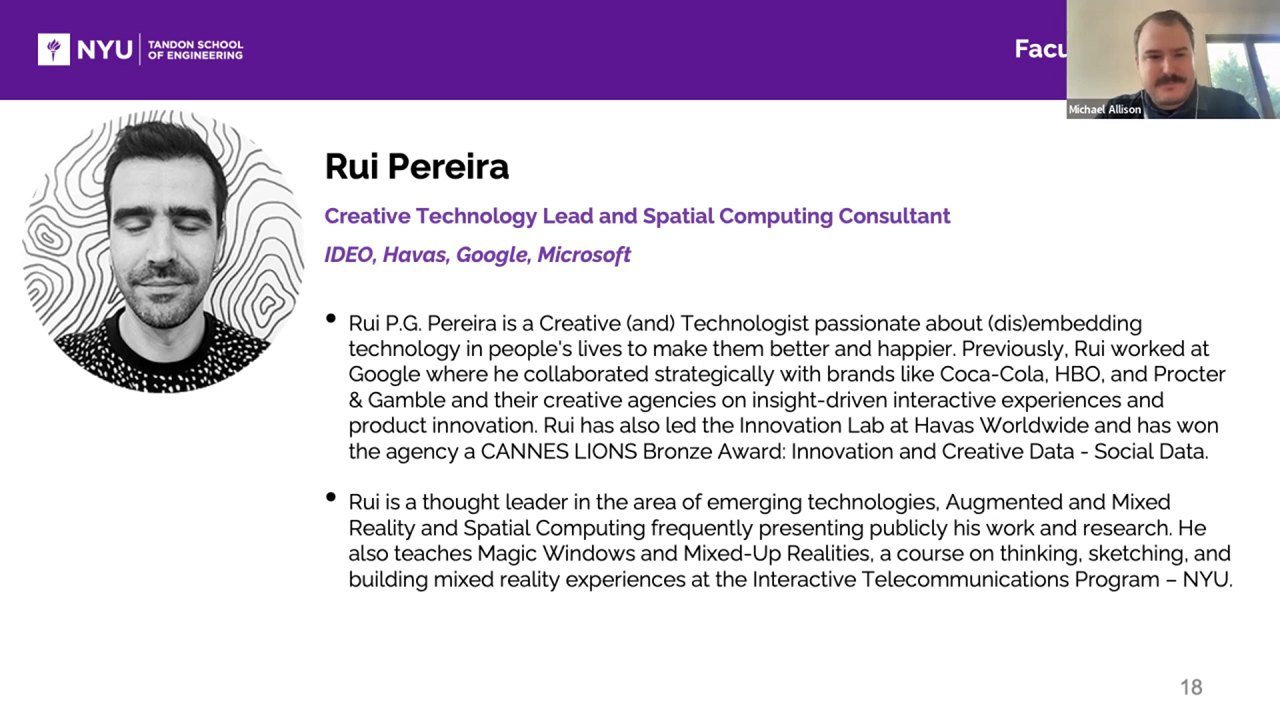 NYU
TANDON SCHOOL
OF ENGINEERING
Michael Allison
Rui Pereira
Creative Technology Lead and Spatial Computing Consultant
IDEO, Havas, Google, Microsoft
• Rui P.G. Pereira is a Creative (and) Technologist passionate about (dis)embedding
technology in people's lives to make them better and happier. Previously, Rui worked at
Google where he collaborated strategically with brands like Coca-Cola, HBO, and Procter
& Gamble and their creative agencies on insight-driven interactive experiences and
product innovation. Rui has also led the Innovation Lab at Havas Worldwide and has won
the agency a CANNES LIONS Bronze Award: Innovation and Creative Data - Social Data.
• Rui is a thought leader in the area of emerging technologies, Augmented and Mixed
Reality and Spatial Computing frequently presenting publicly his work and research. He
also teaches Magic Windows and Mixed-Up Realities, a course on thinking, sketching, and
building mixed reality experiences at the Interactive Telecommunications Program – NYU.
18